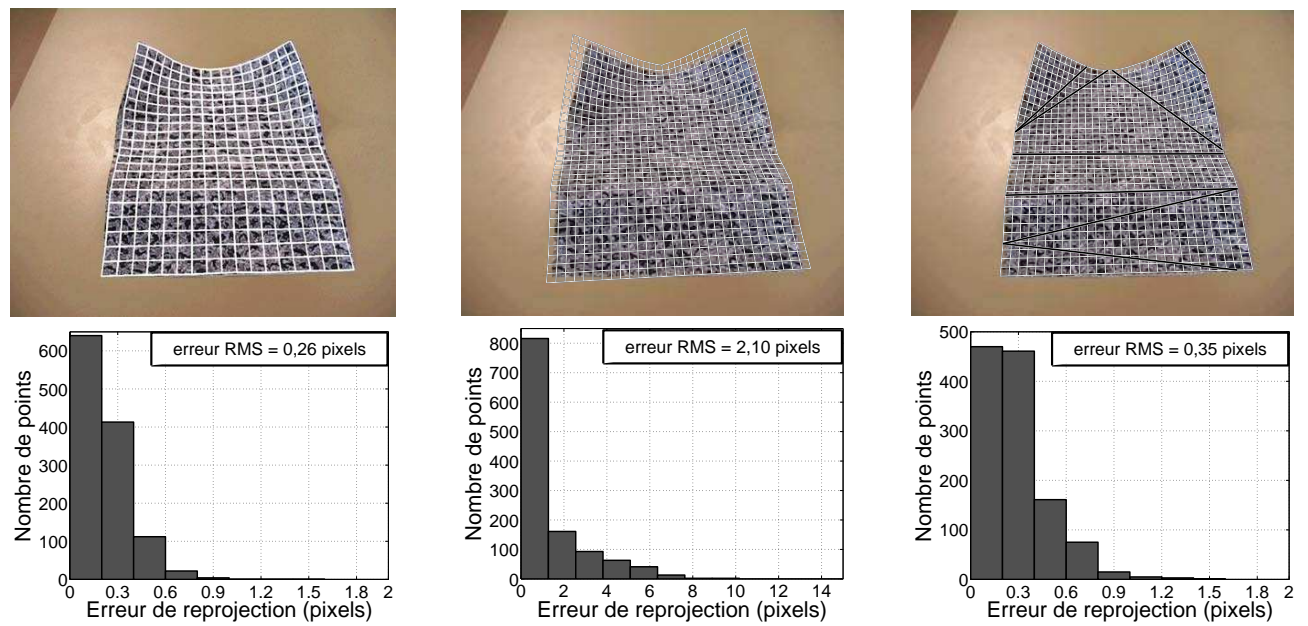 erreur RMS = 0,26 pixels
600
500
400
300
200
100
0
Nombre de points
0 0.3 0.6 0.9 1.2 1.5 1.8 2
Erreur de reprojection (pixels)
erreur RMS = 2,10 pixels
800
700
600
500
400
300
200
100
0
Nombre de points
0 2 4 6 8 10 12 14
Erreur de reprojection (pixels)
erreur RMS = 0,35 pixels
500
400
300
200
100
0
Nombre de points
0 0.3 0.6 0.9 1.2 1.5 1.8 2
Erreur de reprojection (pixels)